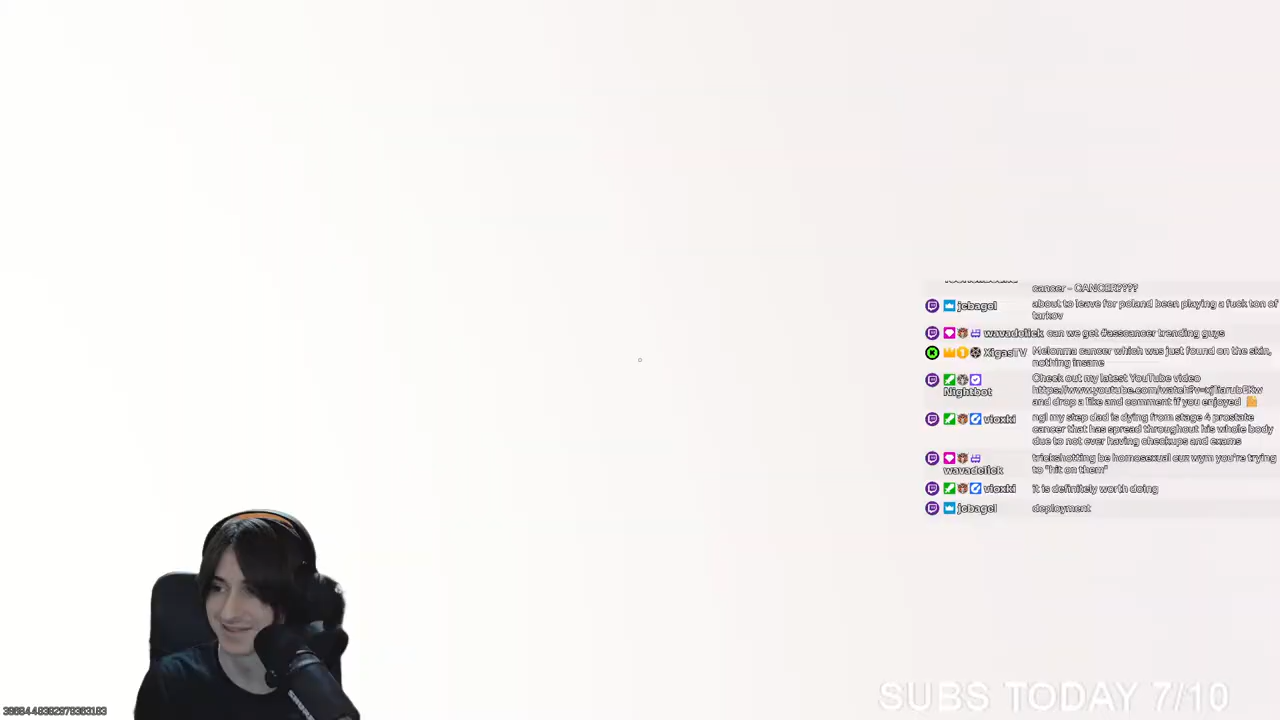 cancer - CANCER????
jcbagel about to leave for poland been playing a fuck ton of
tarkov
wavadelick can we get #asscancer trending guys
XigasTV Melonma cancer which was just found on the skin,
nothing insane
Nightbot Check out my latest YouTube video
and drop a like and comment if you enjoyed
vioxki ngl my step dad is dying from stage 4 prostate
cancer that has spread throughout his whole body
due to not ever having checkups and exams
wavadelick trickshotting be homosexual cuz wym you're trying
to "hit on them"
vioxki it is definitely worth doing
jcbagel deployment
SUBS TODAY 7/10